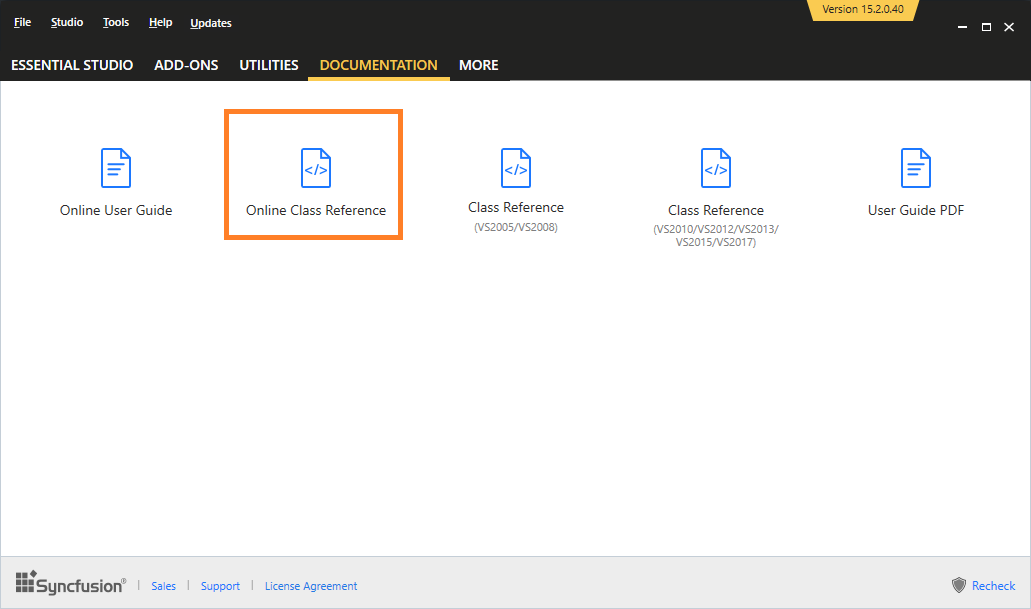 File Studio Tools Help Updates
Version 15.2.0.40
ESSENTIAL STUDIO ADD-ONS UTILITIES DOCUMENTATION MORE
</>
</>
</>
Online User Guide
Online Class Reference
Class Reference
(VS2005/VS2008)
Class Reference
(VS2010/VS2012/VS2013/
VS2015/VS2017)
User Guide PDF
Syncfusion® | Sales | Support | License Agreement
Recheck